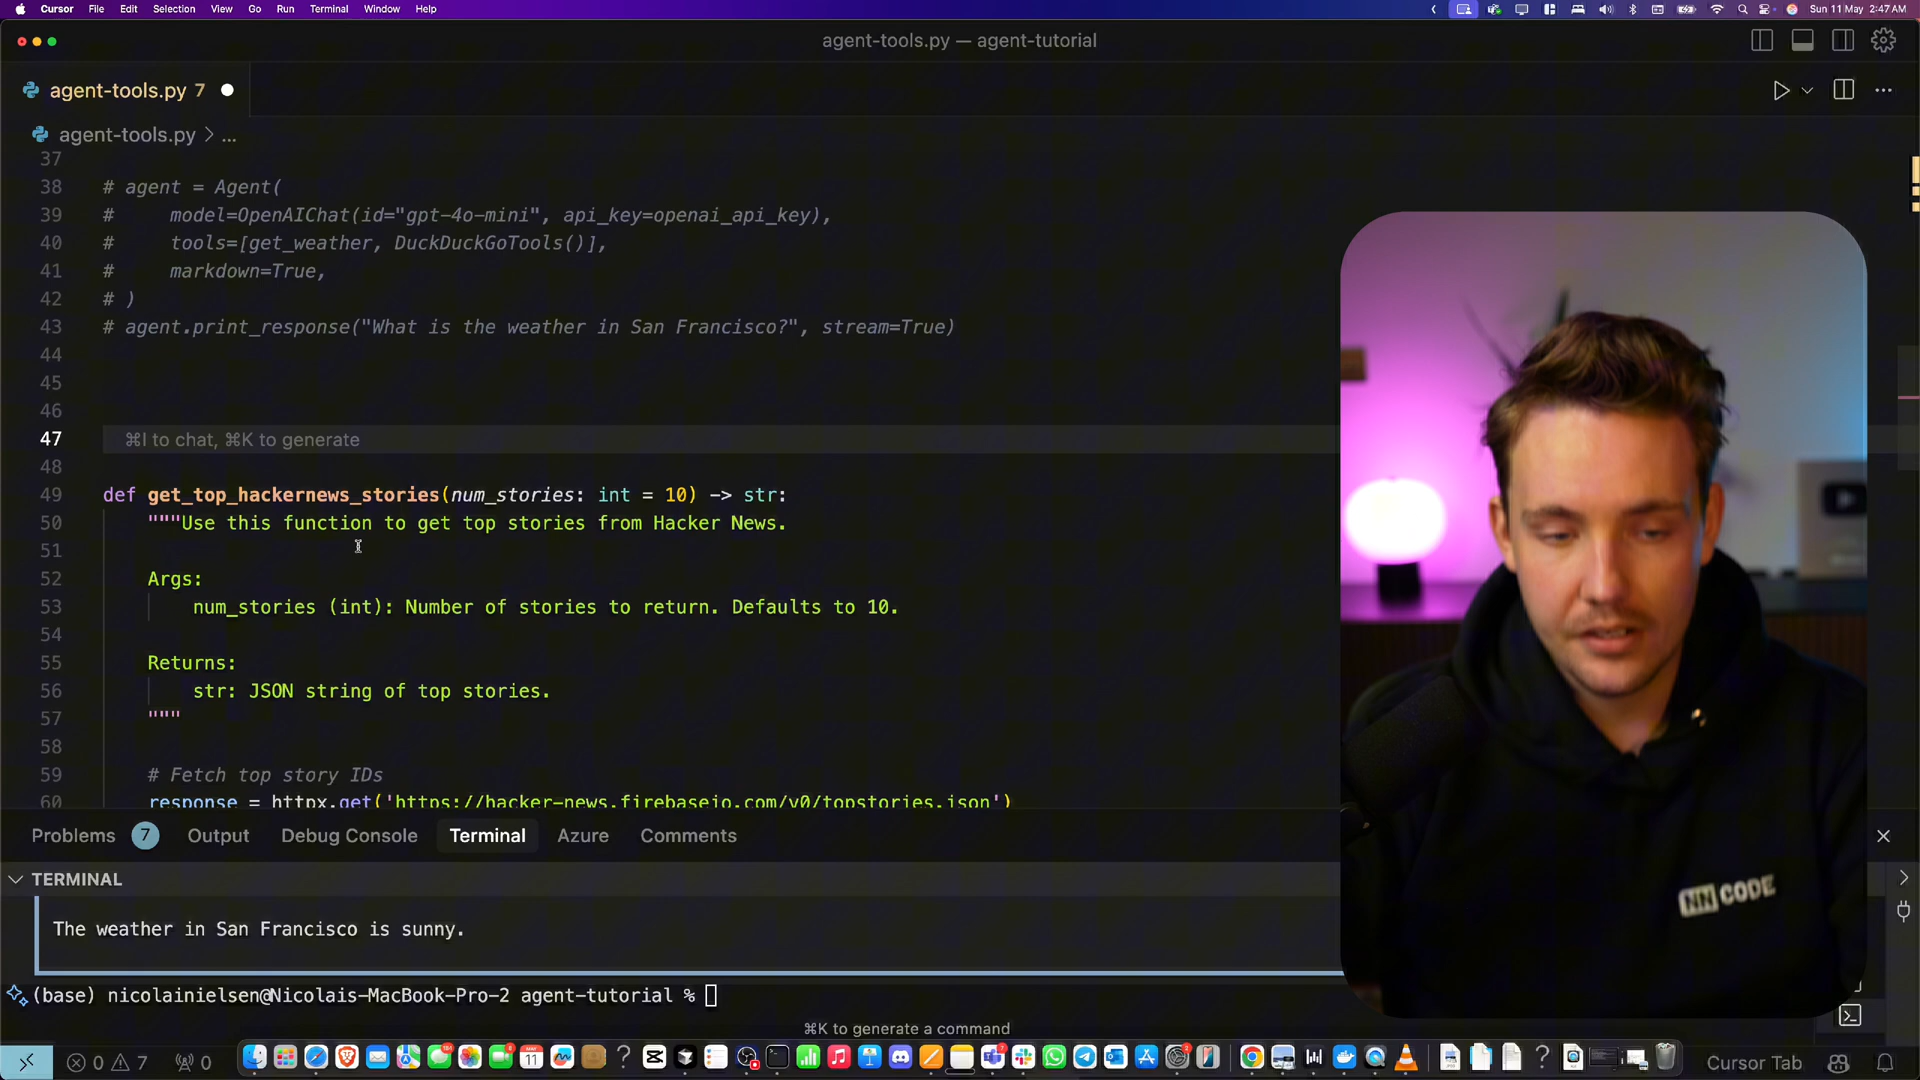 Cursor File Edit Selection View Go Run Terminal Window Help
Sun 11 May 2:47 AM
agent-tools.py — agent-tutorial
agent-tools.py 7
agent-tools.py > ...
37
38 # agent = Agent(
39 # model=OpenAIChat(id="gpt-4o-mini", api_key=openai_api_key),
40 # tools=[get_weather, DuckDuckGoTools()],
41 # markdown=True,
42 # )
43 # agent.print_response("What is the weather in San Francisco?", stream=True)
44
45
46
47 ⌘I to chat, ⌘K to generate
48
49 def get_top_hackernews_stories(num_stories: int = 10) -> str:
50 """Use this function to get top stories from Hacker News.
51
52 Args:
53 num_stories (int): Number of stories to return. Defaults to 10.
54
55 Returns:
56 str: JSON string of top stories.
57 """
58
59 # Fetch top story IDs
60 response = httpx.get('https://hacker-news.firebaseio.com/v0/topstories.json')
Problems 7 Output Debug Console Terminal Azure Comments
TERMINAL
The weather in San Francisco is sunny.
(base) nicolainielsen@Nicolais-MacBook-Pro-2 agent-tutorial %
⌘K to generate a command
0 7 0
Cursor Tab
NN CODE